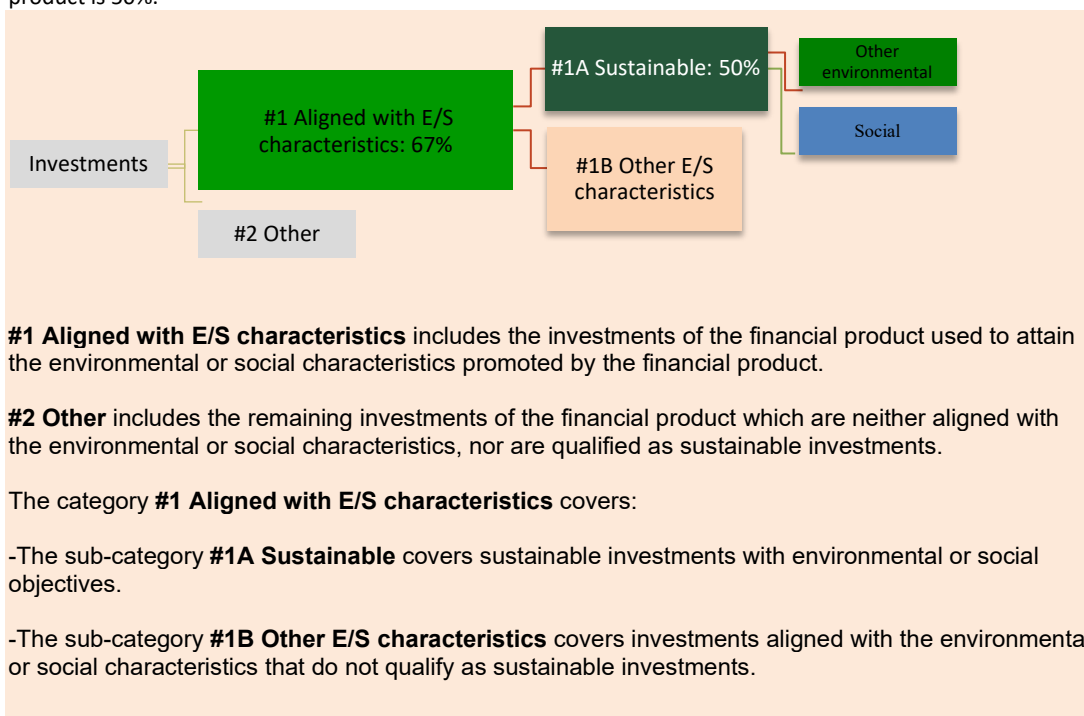 product is 50%.
#1A Sustainable: 50%
Other
environmental
#1 Aligned with E/S
characteristics: 67%
Social
Investments
#1B Other E/S
characteristics
#2 Other
#1 Aligned with E/S characteristics includes the investments of the financial product used to attain
the environmental or social characteristics promoted by the financial product.
#2 Other includes the remaining investments of the financial product which are neither aligned with
the environmental or social characteristics, nor are qualified as sustainable investments.
The category #1 Aligned with E/S characteristics covers:
-The sub-category #1A Sustainable covers sustainable investments with environmental or social
objectives.
-The sub-category #1B Other E/S characteristics covers investments aligned with the environmenta
or social characteristics that do not qualify as sustainable investments.